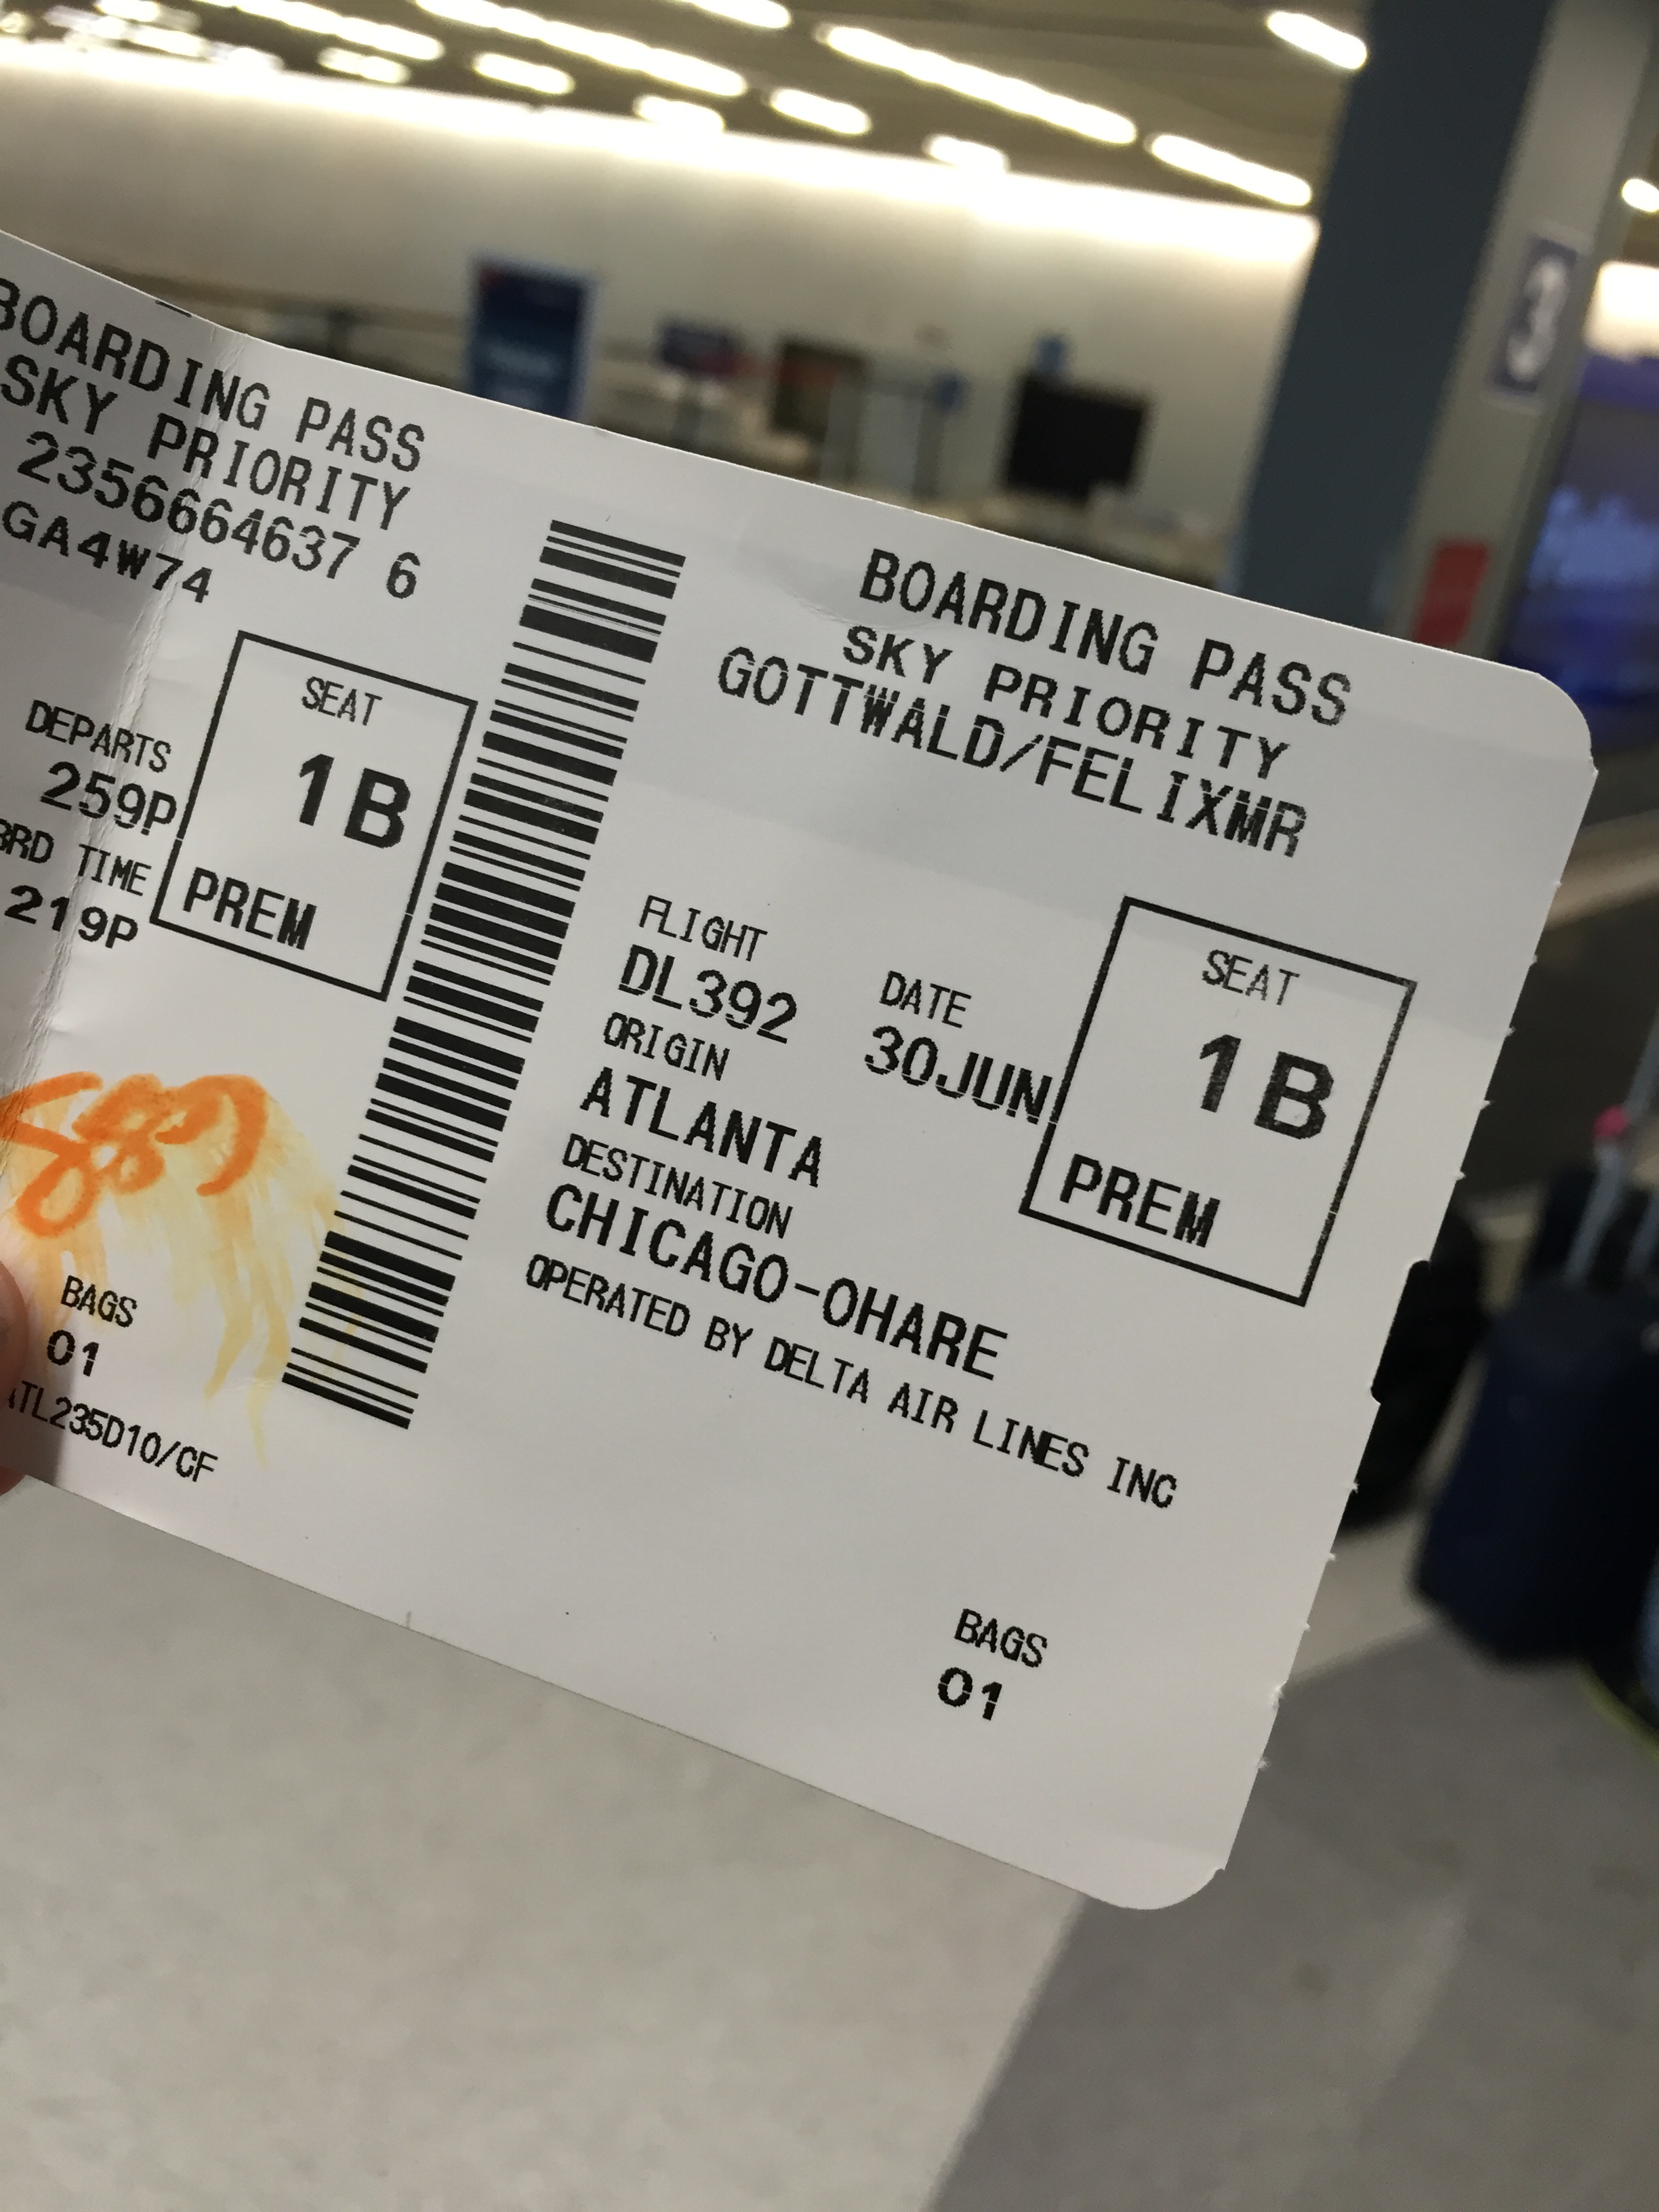 BOARDING PASS
SKY PRIORITY
2356664637 6
GA4W74
DEPARTS
259P
BRD TIME
219P
SEAT
1B
PREM
BAGS
01
ATL235D10/CF
BOARDING PASS
SKY PRIORITY
GOTTWALD/FELIXMR
FLIGHT
DL392
DATE
30JUN
SEAT
1B
PREM
ORIGIN
ATLANTA
DESTINATION
CHICAGO-OHARE
OPERATED BY DELTA AIR LINES INC
BAGS
01
3